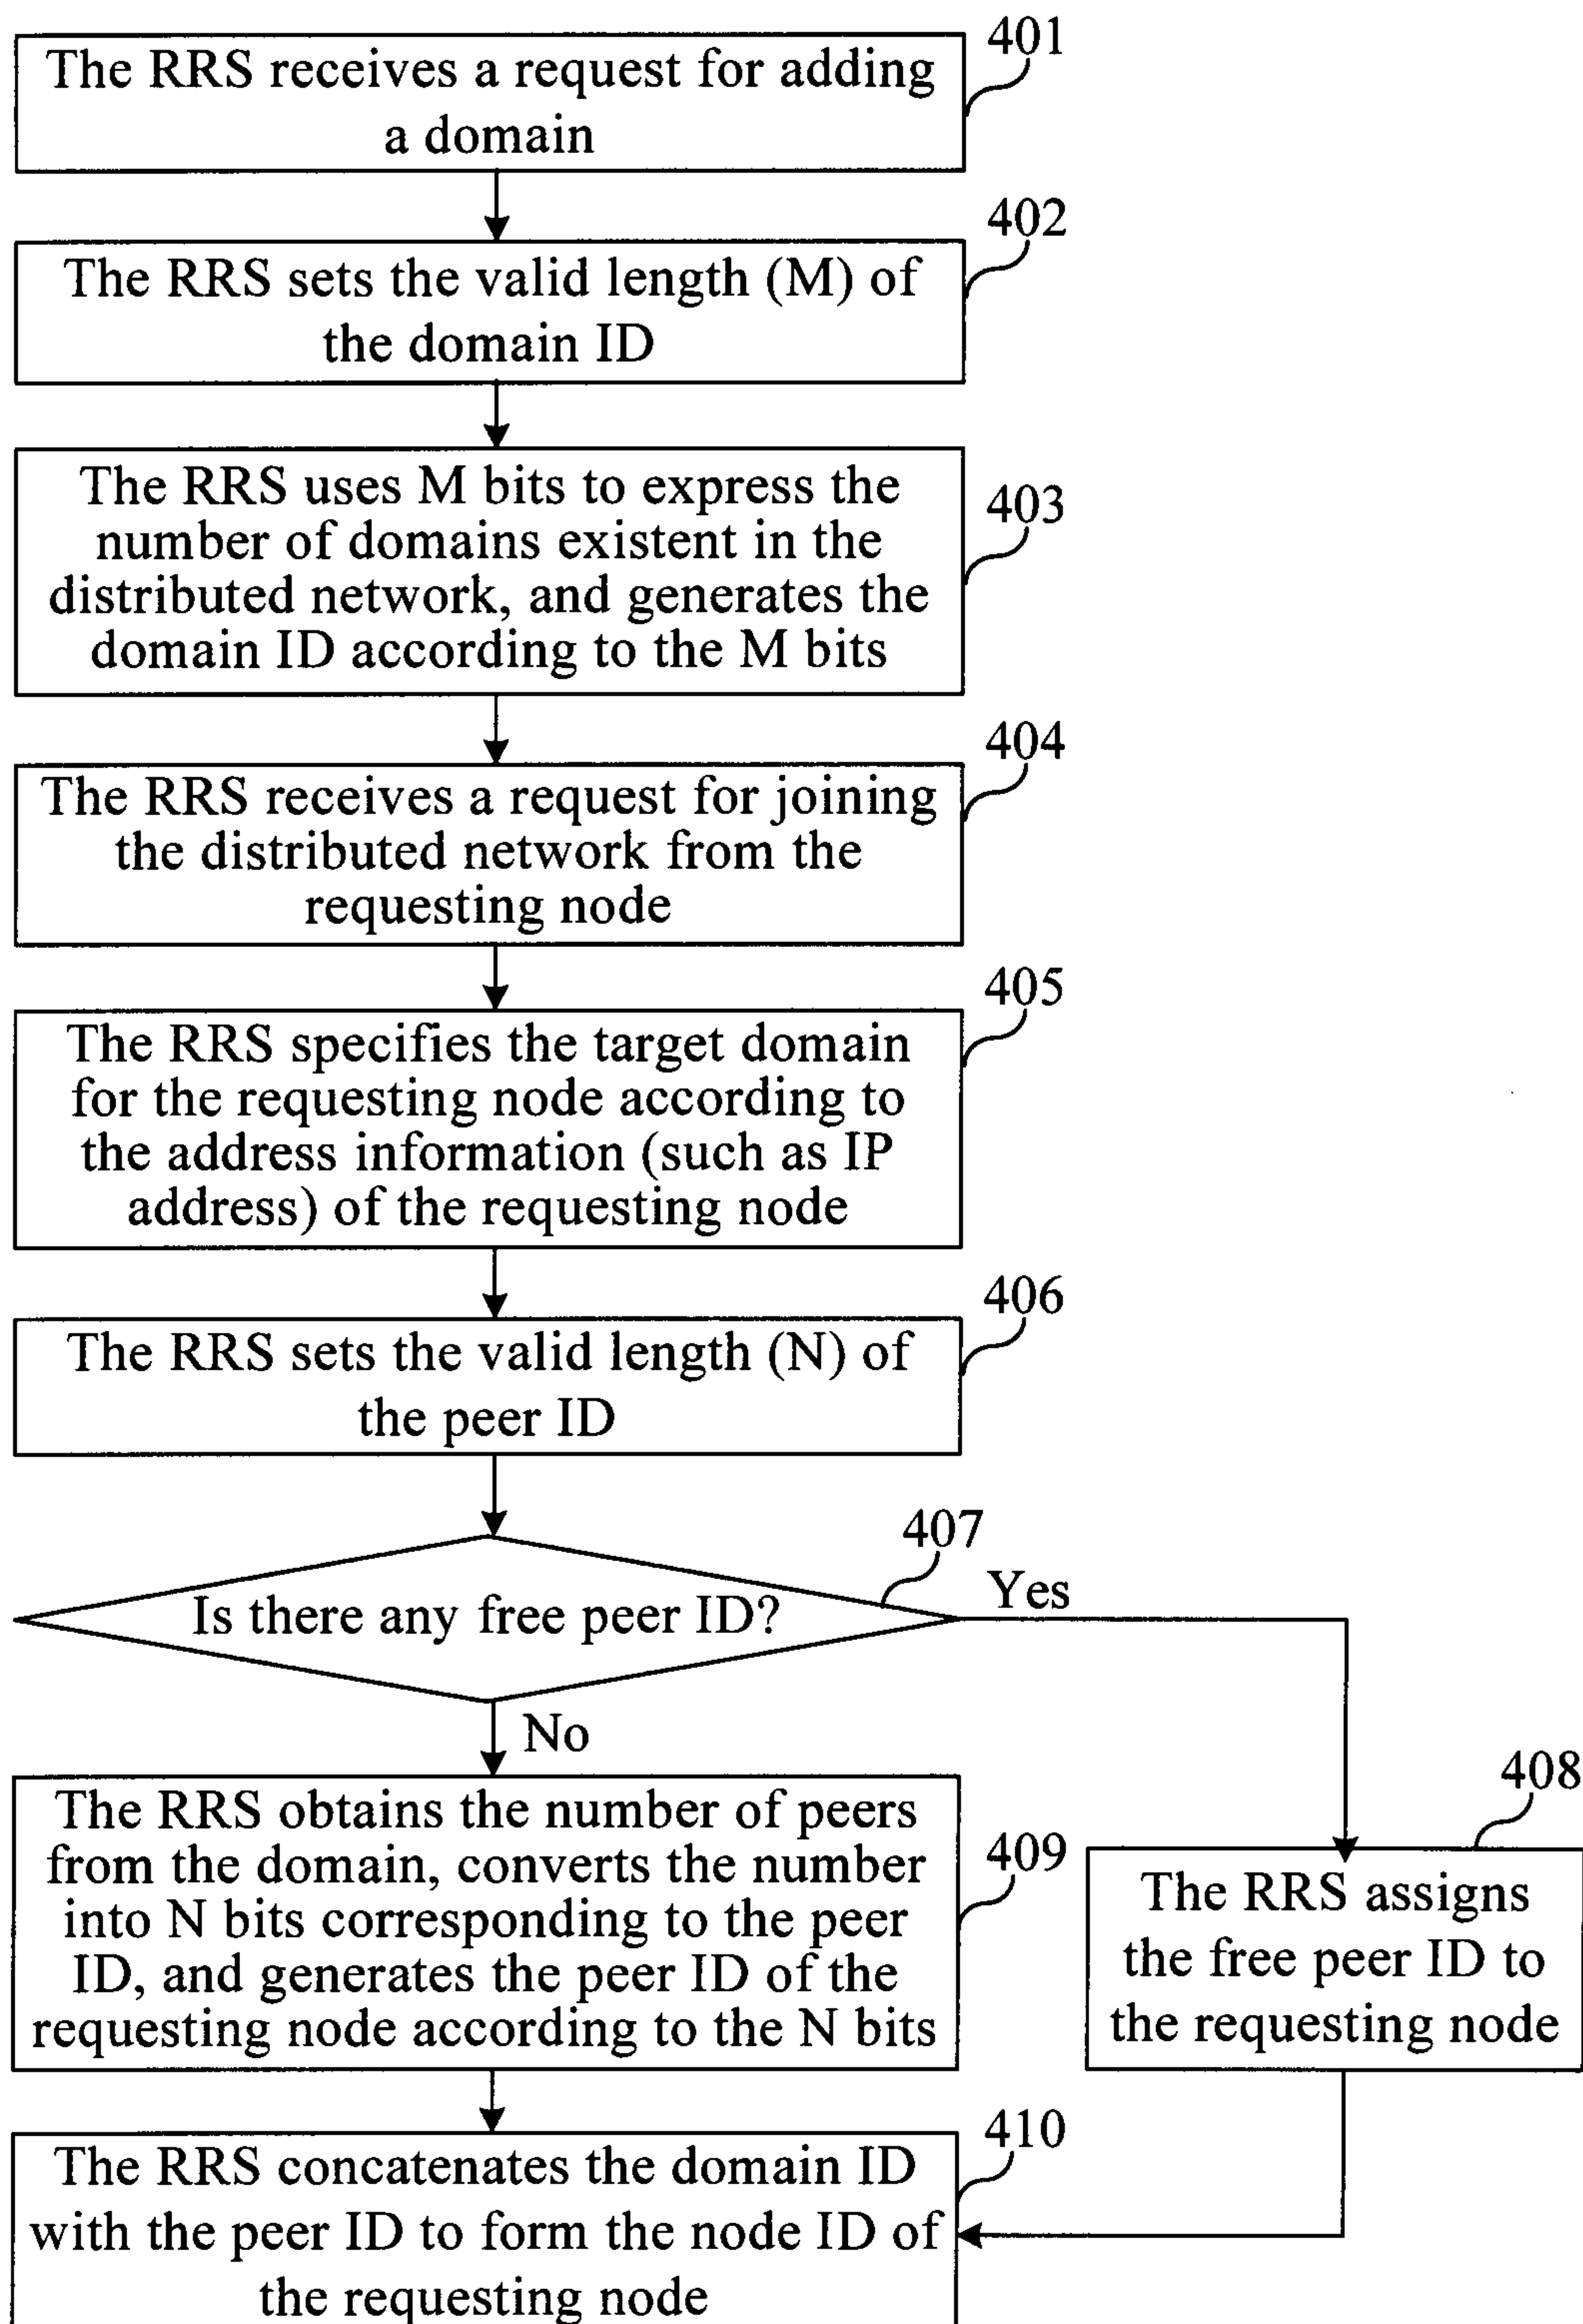 401
The RRS receives a request for adding
a domain
402
The RRS sets the valid length (M) of
the domain ID
403
The RRS uses M bits to express the
number of domains existent in the
distributed network, and generates the
domain ID according to the M bits
404
The RRS receives a request for joining
the distributed network from the
requesting node
405
The RRS specifies the target domain
for the requesting node according to
the address information (such as IP
address) of the requesting node
406
The RRS sets the valid length (N) of
the peer ID
407
Is there any free peer ID?
Yes
No
409
The RRS obtains the number of peers
from the domain, converts the number
into N bits corresponding to the peer
ID, and generates the peer ID of the
requesting node according to the N bits
408
The RRS assigns
the free peer ID to
the requesting node
410
The RRS concatenates the domain ID
with the peer ID to form the node ID of
the requesting node